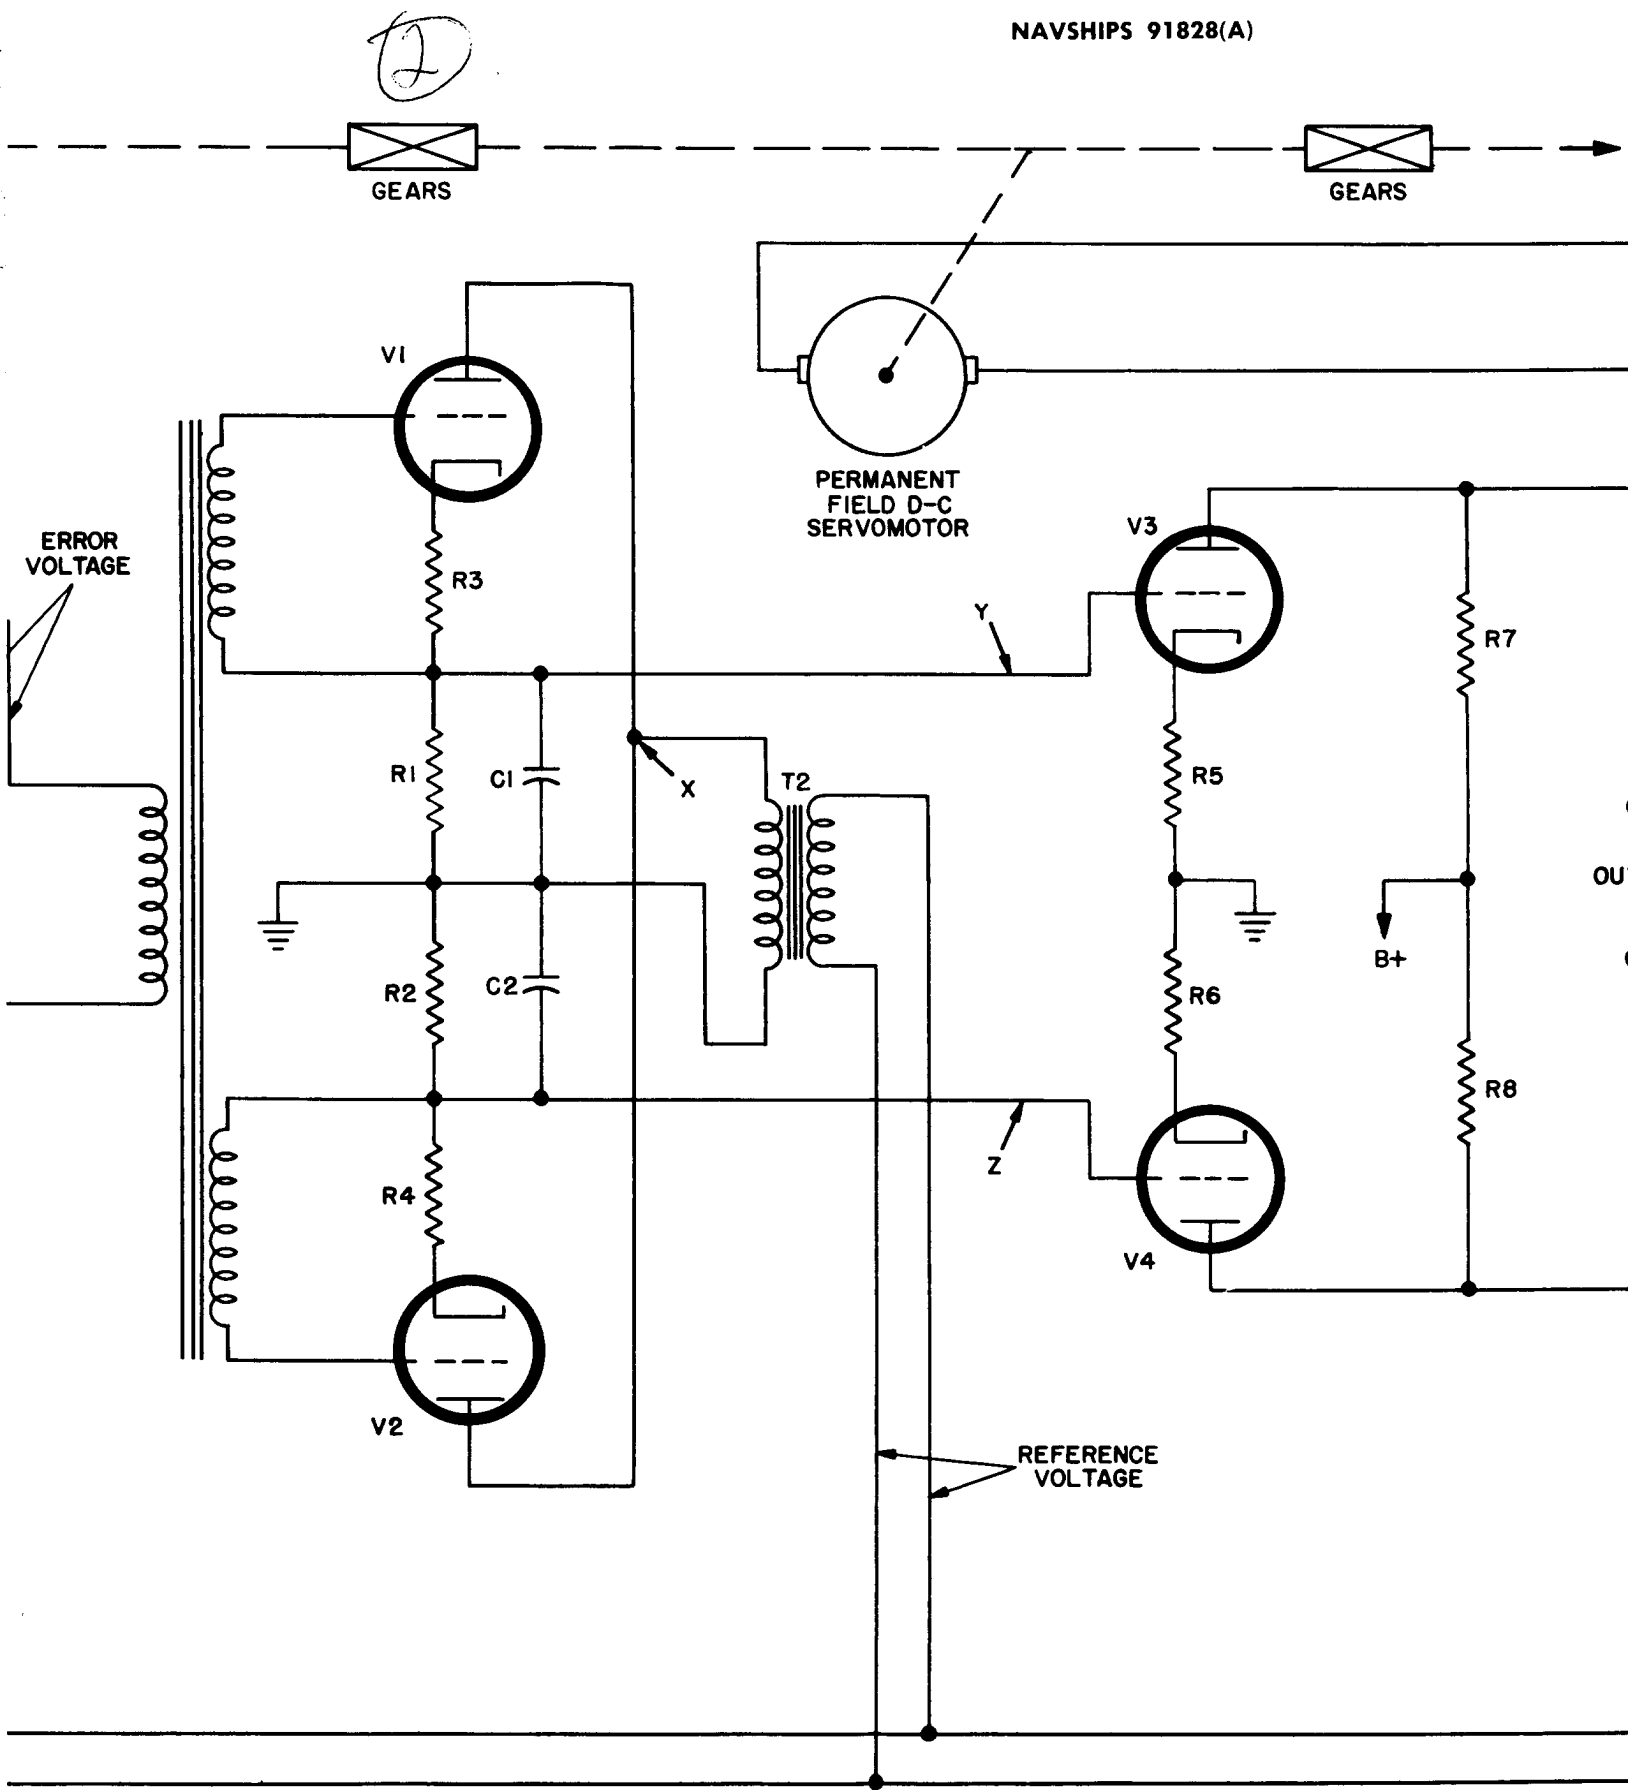 NAVSHIPS 91828(A)
2
GEARS
GEARS
V1
PERMANENT
FIELD D-C
SERVOMOTOR
V3
ERROR
VOLTAGE
R3
Y
R7
R1
C1
X
T2
R5
R2
C2
R6
B+
OU
R4
Z
R8
V4
V2
REFERENCE
VOLTAGE